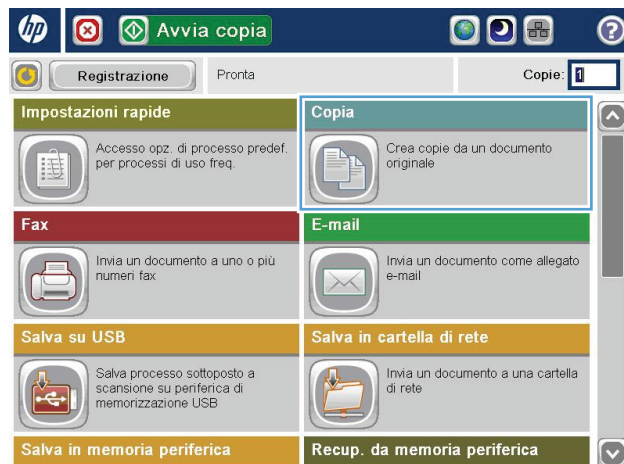 hp
Avvia copia
?
Registrazione
Pronta
Copie: 1
Impostazioni rapide
Accesso opz. di processo predef.
per processi di uso freq.
Copia
Crea copie da un documento
originale
Fax
Invia un documento a uno o più
numeri fax
E-mail
Invia un documento come allegato
e-mail
Salva su USB
Salva processo sottoposto a
scansione su periferica di
memorizzazione USB
Salva in cartella di rete
Invia un documento a una cartella
di rete
Salva in memoria periferica
Recup. da memoria periferica